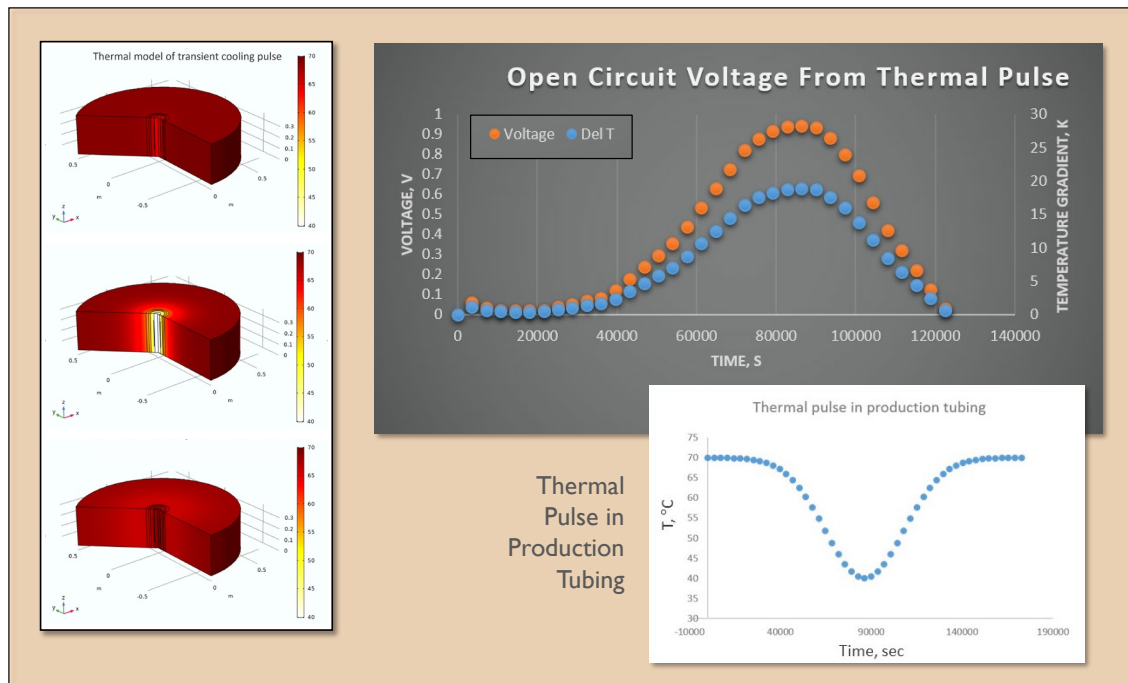 Thermal model of transient cooling pulse
70
65
60
55
50
45
40
0.3
0.2
0.1
0
0.5
0
-0.5
m
0.5
0
m
z
y
x
70
65
60
55
50
45
40
0.3
0.2
0.1
0
0.5
0
-0.5
m
0.5
0
m
z
y
x
70
65
60
55
50
45
40
0.3
0.2
0.1
0
0.5
0
-0.5
m
0.5
0
m
z
y
x
Open Circuit Voltage From Thermal Pulse
Voltage Del T
VOLTAGE, V
1
0.9
0.8
0.7
0.6
0.5
0.4
0.3
0.2
0.1
0
30
25
20
15
10
5
0
TEMPERATURE GRADIENT, K
0 20000 40000 60000 80000 100000 120000 140000
TIME, S
Thermal
Pulse in
Production
Tubing
Thermal pulse in production tubing
T, °C
75
70
65
60
55
50
45
40
35
30
-10000 40000 90000 140000 190000
Time, sec